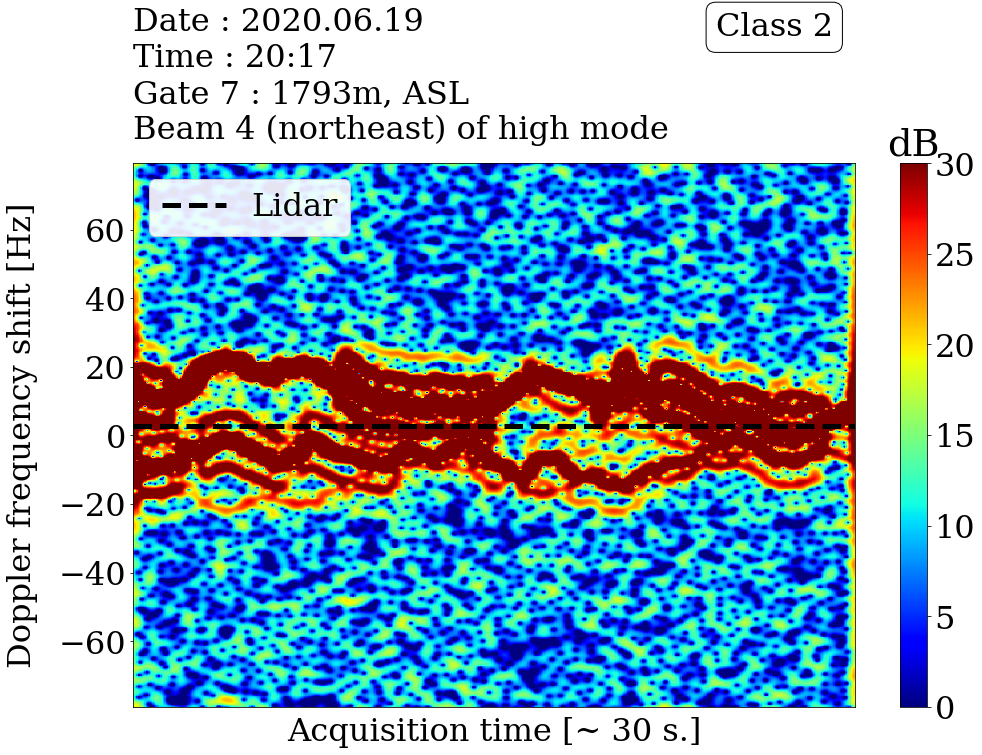 Date : 2020.06.19
Time : 20:17
Gate 7 : 1793m, ASL
Beam 4 (northeast) of high mode
Class 2
dB
Lidar
Doppler frequency shift [Hz]
60
40
20
0
−20
−40
−60
30
25
20
15
10
5
0
Acquisition time [~ 30 s.]